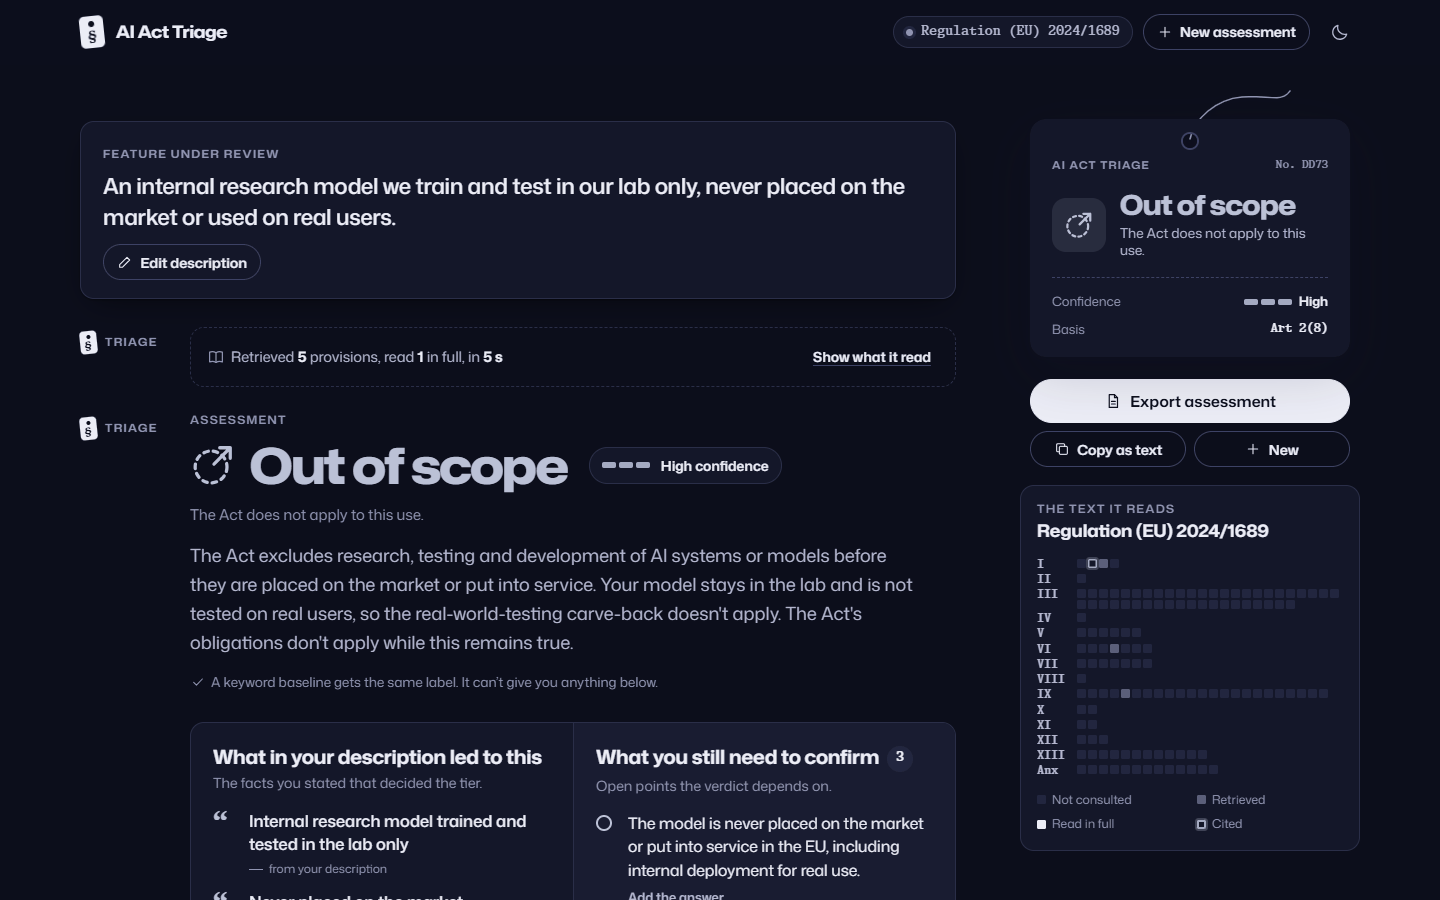 AI Act Triage
Regulation (EU) 2024/1689
New assessment
FEATURE UNDER REVIEW
An internal research model we train and test in our lab only, never placed on the
market or used on real users.
Edit description
TRIAGE
Retrieved 5 provisions, read 1 in full, in 5 s
Show what it read
TRIAGE
ASSESSMENT
Out of scope
High confidence
The Act does not apply to this use.
The Act excludes research, testing and development of AI systems or models before
they are placed on the market or put into service. Your model stays in the lab and is not
tested on real users, so the real-world-testing carve-back doesn't apply. The Act's
obligations don't apply while this remains true.
A keyword baseline gets the same label. It can't give you anything below.
What in your description led to this
The facts you stated that decided the tier.
“ Internal research model trained and
tested in the lab only
— from your description
“ Never placed on the market
What you still need to confirm 3
Open points the verdict depends on.
The model is never placed on the market
or put into service in the EU, including
internal deployment for real use.
Add the answer
AI ACT TRIAGE
No. DD73
Out of scope
The Act does not apply to this
use.
Confidence
High
Basis
Art 2(8)
Export assessment
Copy as text
New
THE TEXT IT READS
Regulation (EU) 2024/1689
I
II
III
IV
V
VI
VII
VIII
IX
X
XI
XII
XIII
Anx
Not consulted
Retrieved
Read in full
Cited